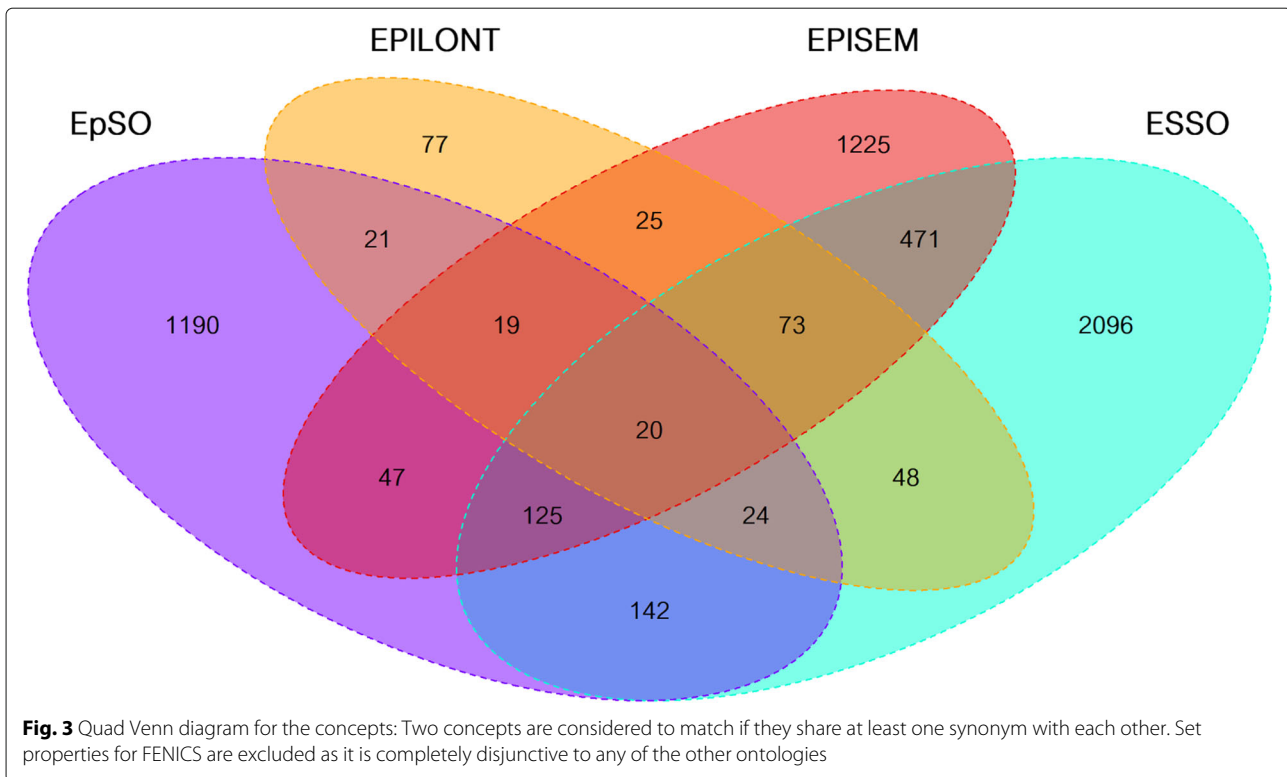 EPILONT
EPISEM
EpSO
ESSO
77
1225
25
21
471
1190
19
73
2096
20
47
48
125
24
142
Fig. 3 Quad Venn diagram for the concepts: Two concepts are considered to match if they share at least one synonym with each other. Set
properties for FENICS are excluded as it is completely disjunctive to any of the other ontologies